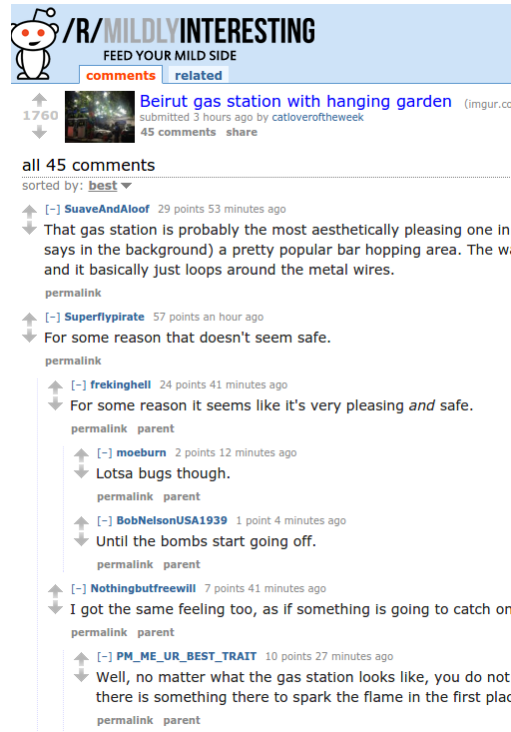 /R/MILDLYINTERESTING
FEED YOUR MILD SIDE
comments related
1760
Beirut gas station with hanging garden (imgur.co
submitted 3 hours ago by catloveroftheweek
45 comments share
all 45 comments
sorted by: best
[–] SuaveAndAloof 29 points 53 minutes ago
That gas station is probably the most aesthetically pleasing one in
says in the background) a pretty popular bar hopping area. The wa
and it basically just loops around the metal wires.
permalink
[–] Superflypirate 57 points an hour ago
For some reason that doesn't seem safe.
permalink
[–] frekinghell 24 points 41 minutes ago
For some reason it seems like it's very pleasing and safe.
permalink parent
[–] moeburn 2 points 12 minutes ago
Lotsa bugs though.
permalink parent
[–] BobNelsonUSA1939 1 point 4 minutes ago
Until the bombs start going off.
permalink parent
[–] Nothingbutfreewill 7 points 41 minutes ago
I got the same feeling too, as if something is going to catch on
permalink parent
[–] PM_ME_UR_BEST_TRAIT 10 points 27 minutes ago
Well, no matter what the gas station looks like, you do not
there is something there to spark the flame in the first plac
permalink parent